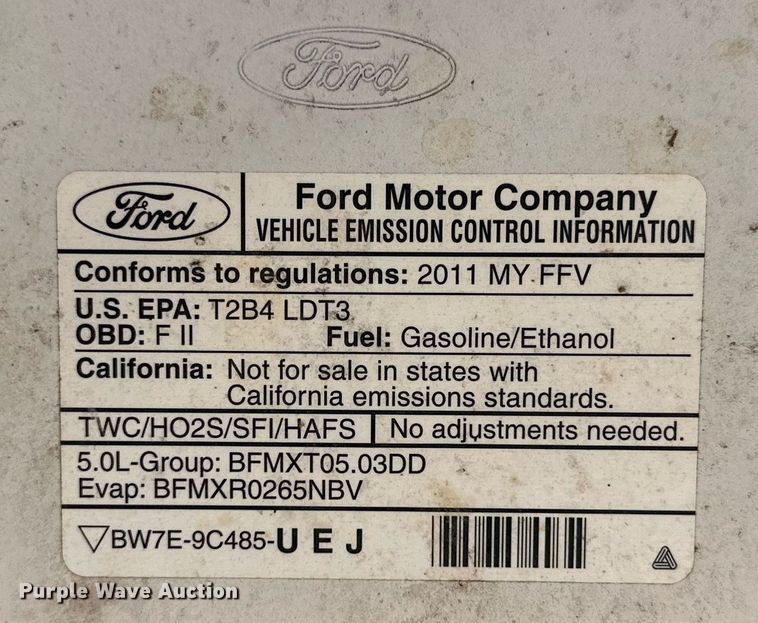 Ford
Ford
Ford Motor Company
VEHICLE EMISSION CONTROL INFORMATION
Conforms to regulations: 2011 MY FFV
U.S. EPA: T2B4 LDT3
OBD: F II Fuel: Gasoline/Ethanol
California: Not for sale in states with
California emissions standards.
TWC/HO2S/SFI/HAFS No adjustments needed.
5.0L-Group: BFMXT05.03DD
Evap: BFMXR0265NBV
▽BW7E-9C485-U E J
Purple Wave Auction